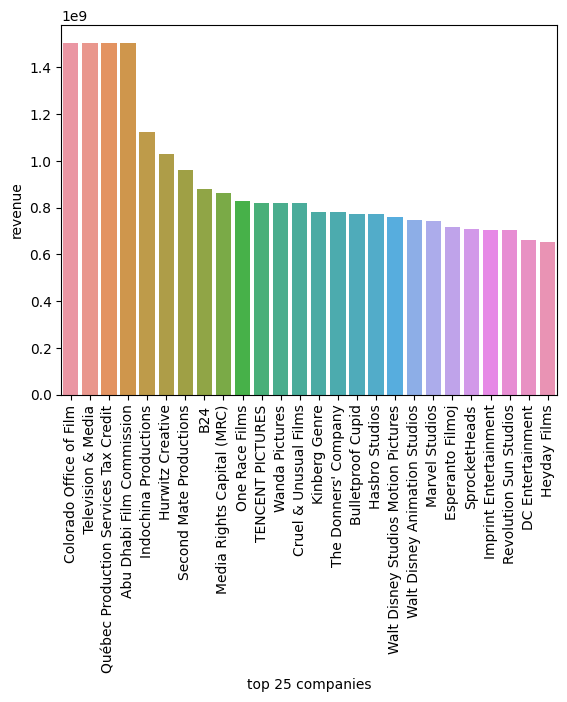 1e9
1.4
1.2
1.0
0.8
0.6
0.4
0.2
0.0
revenue
Colorado Office of Film
Television & Media
Québec Production Services Tax Credit
Abu Dhabi Film Commission
Indochina Productions
Hurwitz Creative
Second Mate Productions
B24
Media Rights Capital (MRC)
One Race Films
TENCENT PICTURES
Wanda Pictures
Cruel & Unusual Films
Kinberg Genre
The Donners' Company
Bulletproof Cupid
Hasbro Studios
Walt Disney Studios Motion Pictures
Walt Disney Animation Studios
Marvel Studios
Esperanto Filmoj
SprocketHeads
Imprint Entertainment
Revolution Sun Studios
DC Entertainment
Heyday Films
top 25 companies